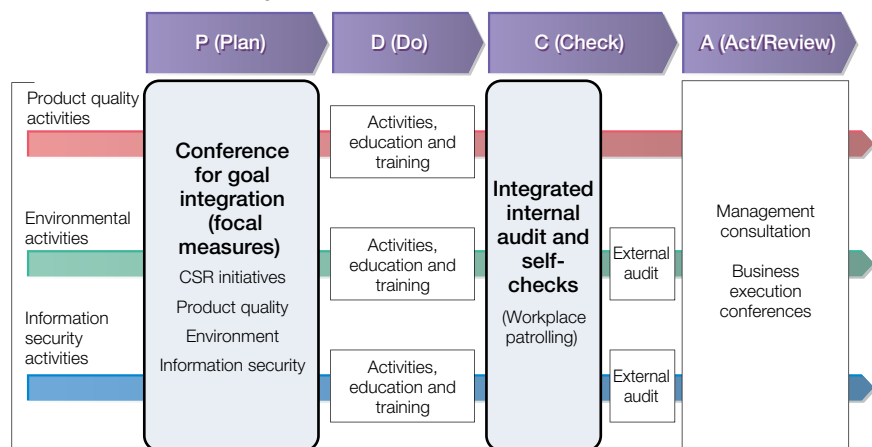 P (Plan)
D (Do)
C (Check)
A (Act/Review)
Product quality
activities
Environmental
activities
Information
security
activities
Conference
for goal
integration
(focal
measures)
CSR initiatives
Product quality
Environment
Information security
Activities,
education and
training
Activities,
education and
training
Activities,
education and
training
Integrated
internal
audit and
self-
checks
(Workplace
patrolling)
External
audit
External
audit
Management
consultation
Business
execution
conferences